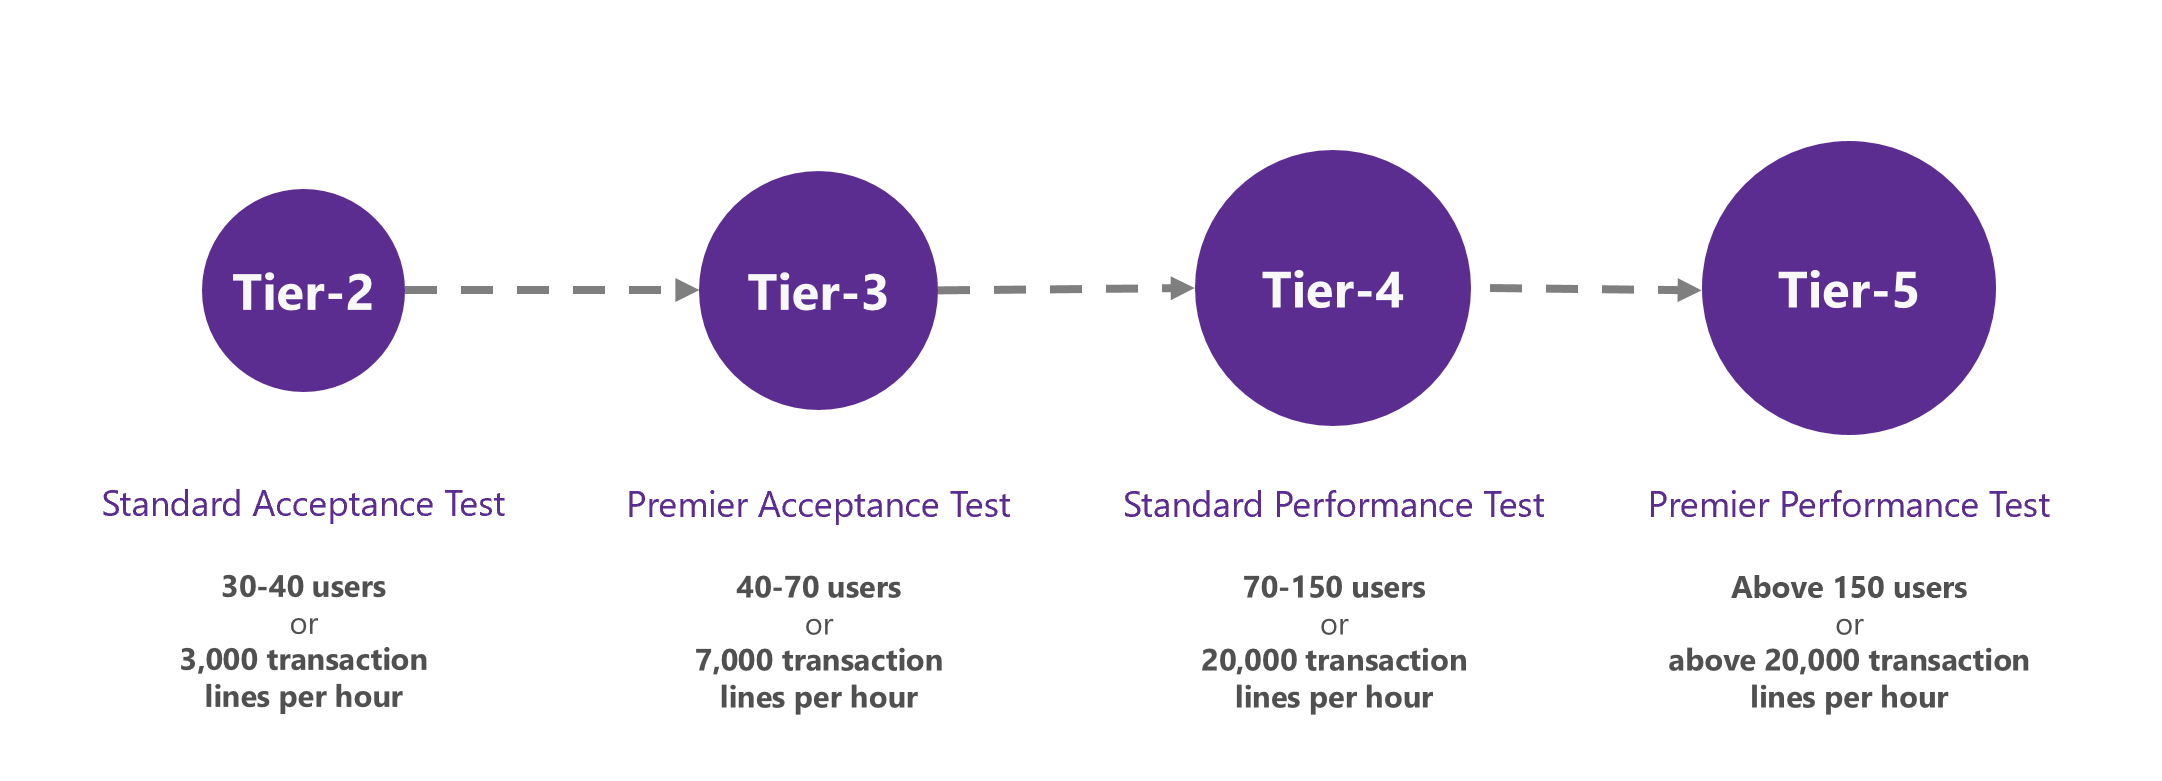 Tier-2
Tier-3
Tier-4
Tier-5
Standard Acceptance Test
Premier Acceptance Test
Standard Performance Test
Premier Performance Test
30-40 users
or
3,000 transaction
lines per hour
40-70 users
or
7,000 transaction
lines per hour
70-150 users
or
20,000 transaction
lines per hour
Above 150 users
or
above 20,000 transaction
lines per hour